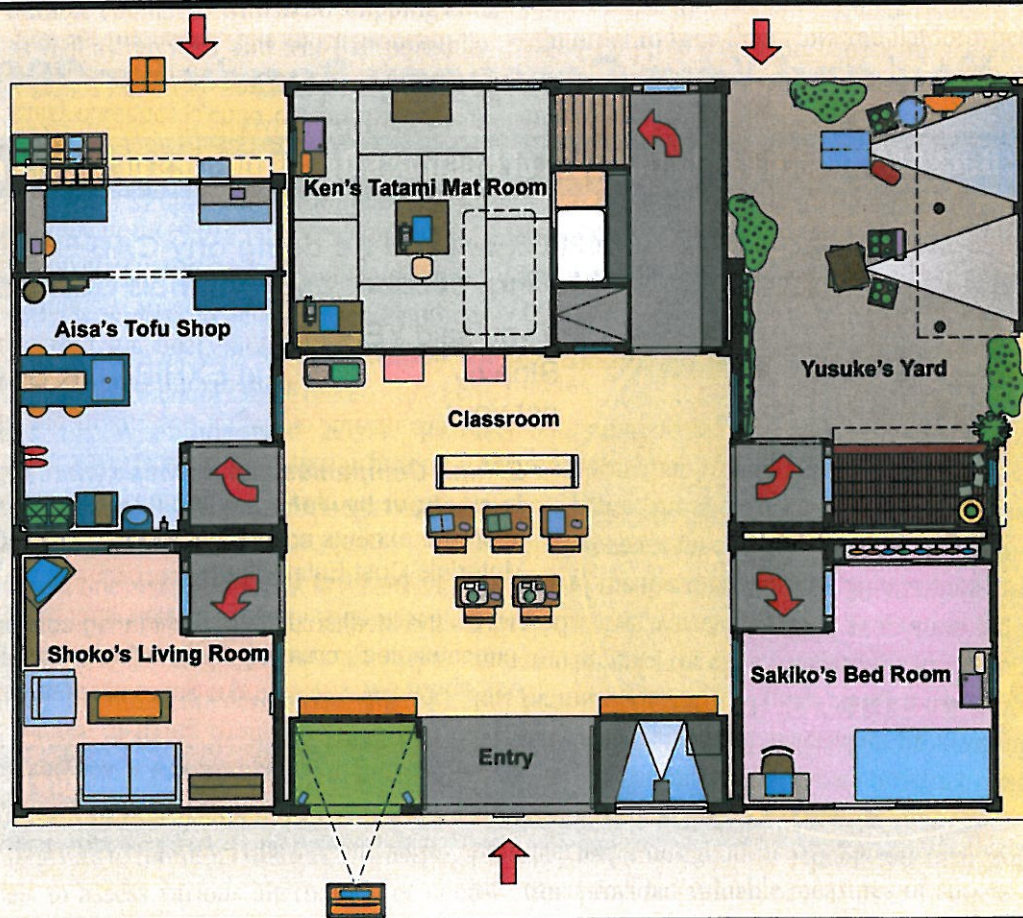 Ken's Tatami Mat Room
Aisa's Tofu Shop
Yusuke's Yard
Classroom
Shoko's Living Room
Sakiko's Bed Room
Entry